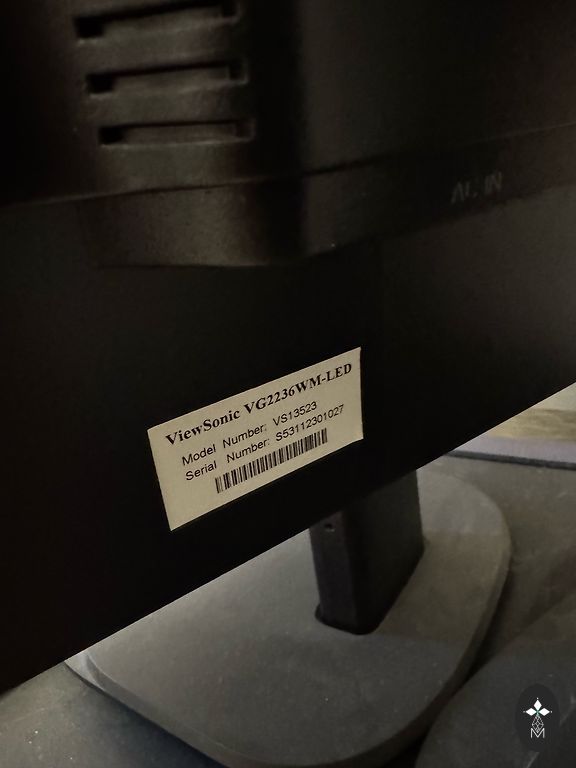 AC IN
ViewSonic VG2236WM-LED
Model Number: VS13523
Serial Number: S53112301027
M